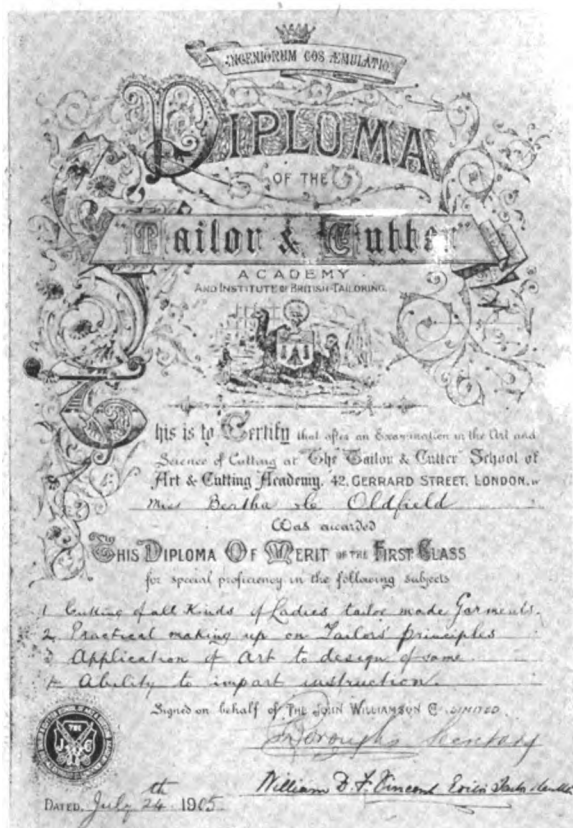 INGENIORUM COS ÆMULATIO
DIPLOMA
OF THE
"Tailor & Cutter"
ACADEMY
AND INSTITUTE OF BRITISH TAILORING.
This is to Certify that after an Examination in the Art and
Science of Cutting at "The Tailor & Cutter" School of
Art & Cutting Academy, 42, GERRARD STREET, LONDON. W
Miss Bertha Oldfield
Was awarded
THIS DIPLOMA OF MERIT OF THE FIRST CLASS
for special proficiency in the following subjects
1 Cutting of all Kinds of Ladies tailor made Garments.
2 Practical making up on Tailors' principles
3 Application of Art to design of same
4 Ability to impart instruction.
Signed on behalf of THE JOHN WILLIAMSON CO LIMITED
Secretary
William D. F. Vincent Editor Tailor & Cutter
DATED, July 24th 1905